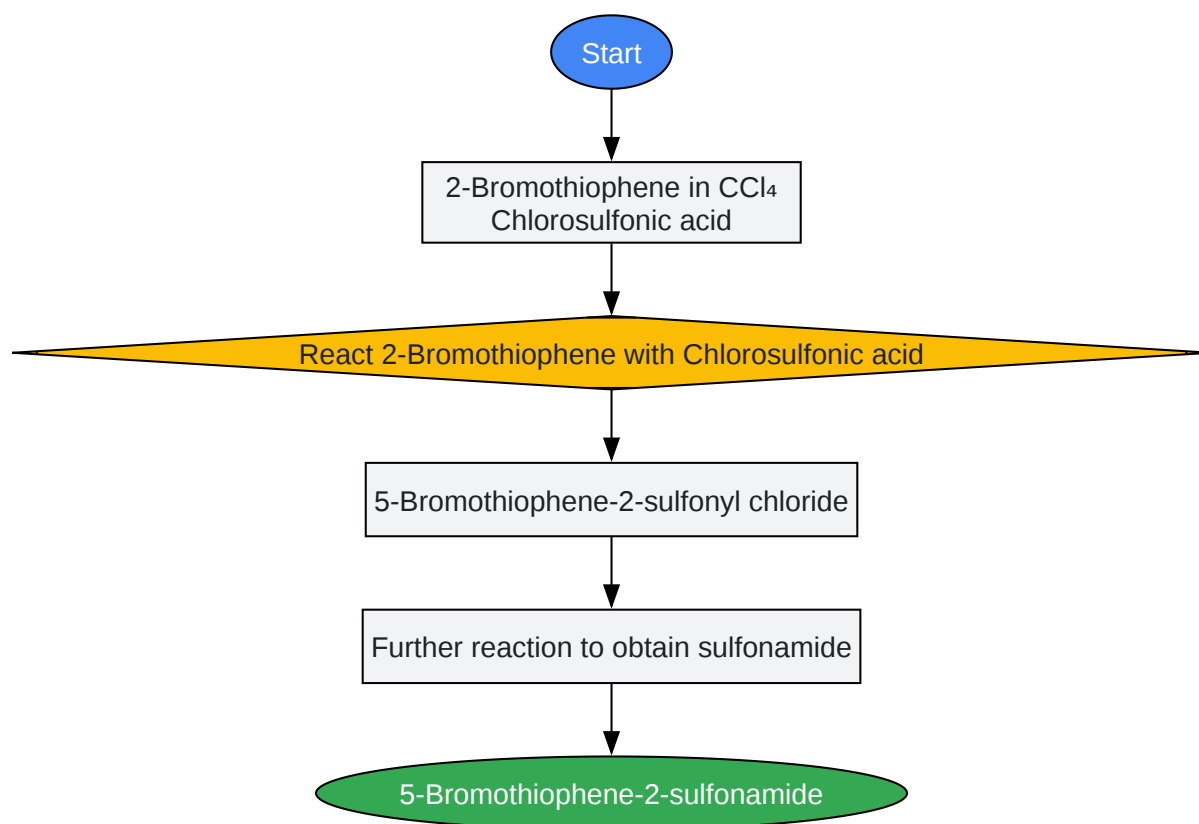 Start
2-Bromothiophene in CCl₄
Chlorosulfonic acid
React 2-Bromothiophene with Chlorosulfonic acid
5-Bromothiophene-2-sulfonyl chloride
Further reaction to obtain sulfonamide
5-Bromothiophene-2-sulfonamide